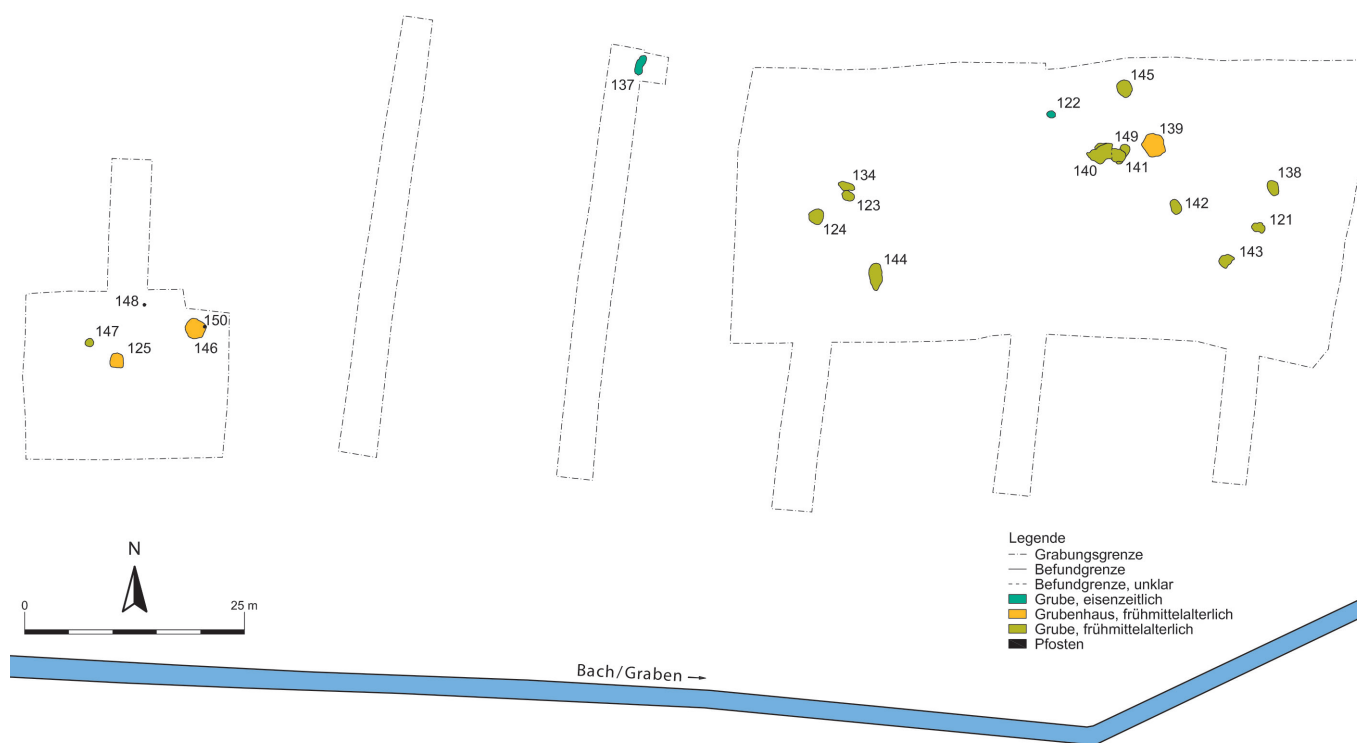 137
145
122
139
149
140
141
134
123
124
138
142
121
143
144
148
150
147
125
146
N
0
25 m
Legende
Grabungsgrenze
Befundgrenze
Befundgrenze, unklar
Grube, eisenzeitlich
Grubenhaus, frühmittelalterlich
Grube, frühmittelalterlich
Pfosten
Bach/Graben →